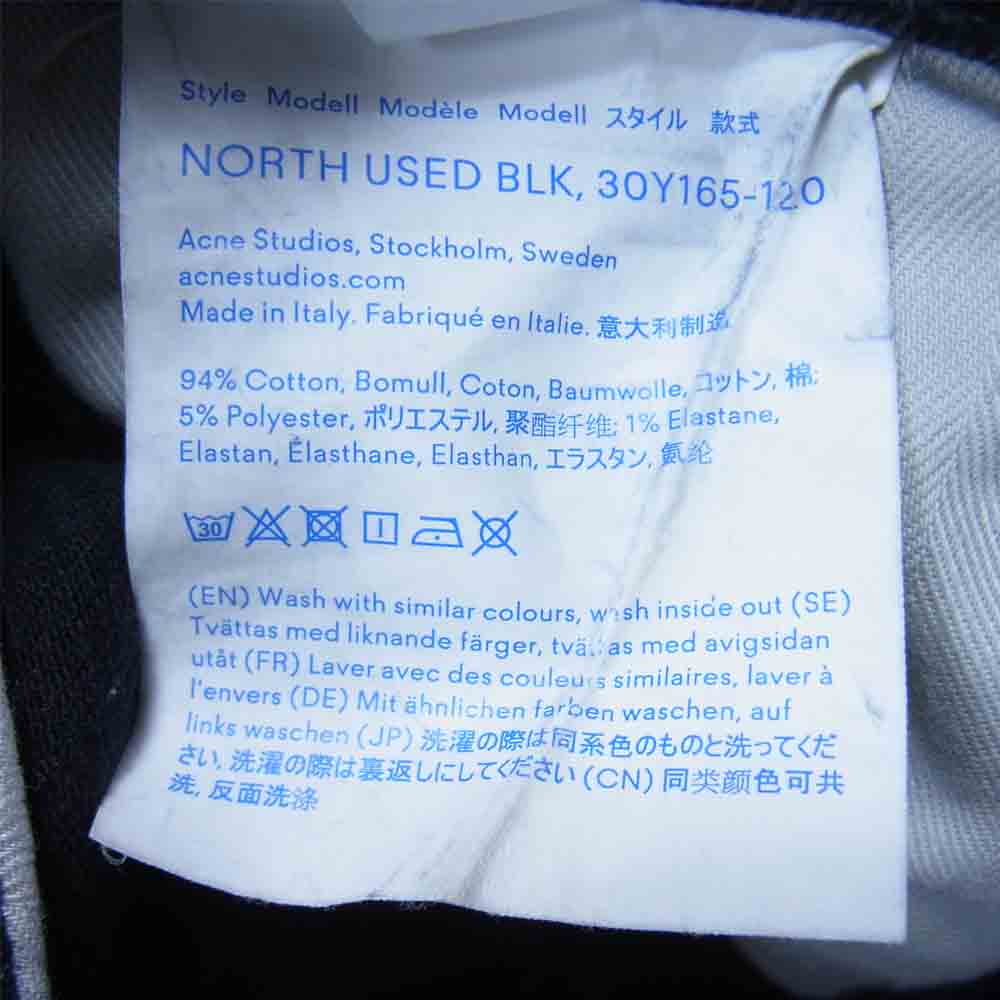 Style Modell Modèle Modell スタイル 款式
NORTH USED BLK, 30Y165-120
Acne Studios, Stockholm, Sweden
acnestudios.com
Made in Italy. Fabriqué en Italie. 意大利制造.
94% Cotton, Bomull, Coton, Baumwolle, コットン, 棉;
5% Polyester, ポリエステル, 聚酯纤维; 1% Elastane,
Elastan, Élasthane, Elasthan, エラスタン, 氨纶
30
(EN) Wash with similar colours, wash inside out (SE)
Tvättas med liknande färger, tvättas med avigsidan
utåt (FR) Laver avec des couleurs similaires, laver à
l'envers (DE) Mit ähnlichen farben waschen, auf
links waschen (JP) 洗濯の際は同系色のものと洗ってくだ
さい, 洗濯の際は裏返しにしてください (CN) 同类颜色可共
洗, 反面洗涤